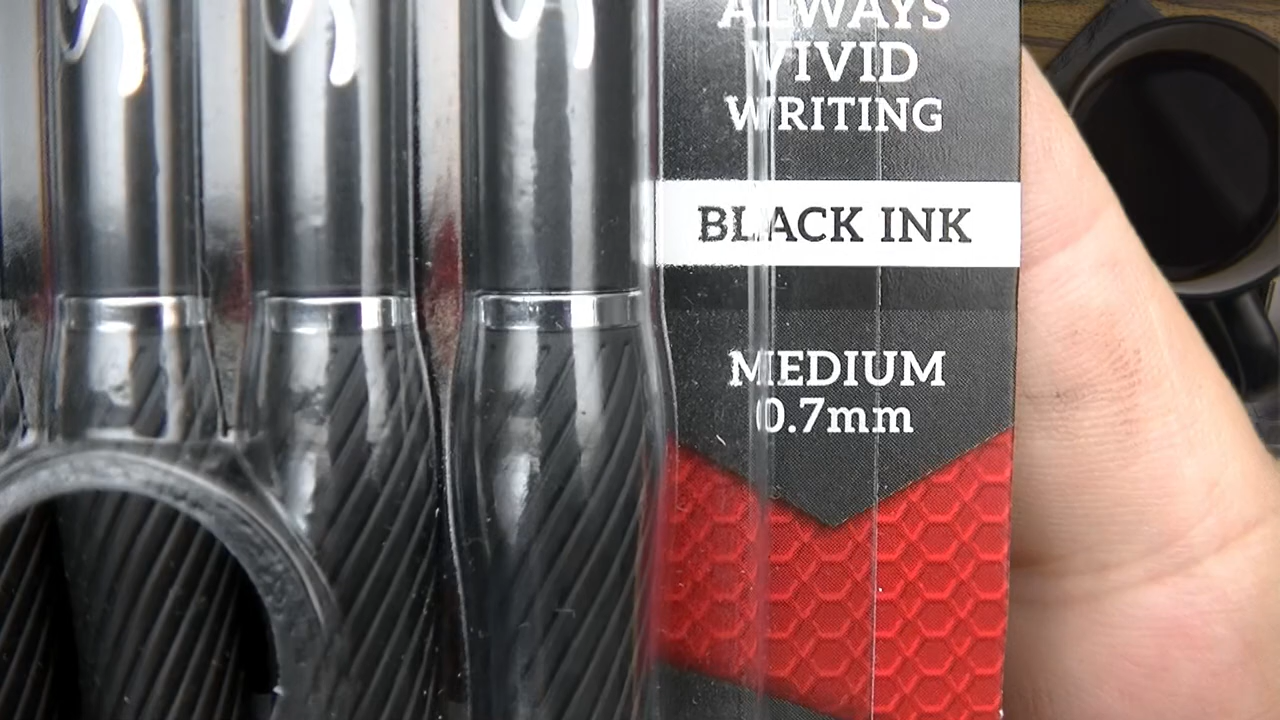 ALWAYS
VIVID
WRITING
BLACK INK
MEDIUM
0.7mm